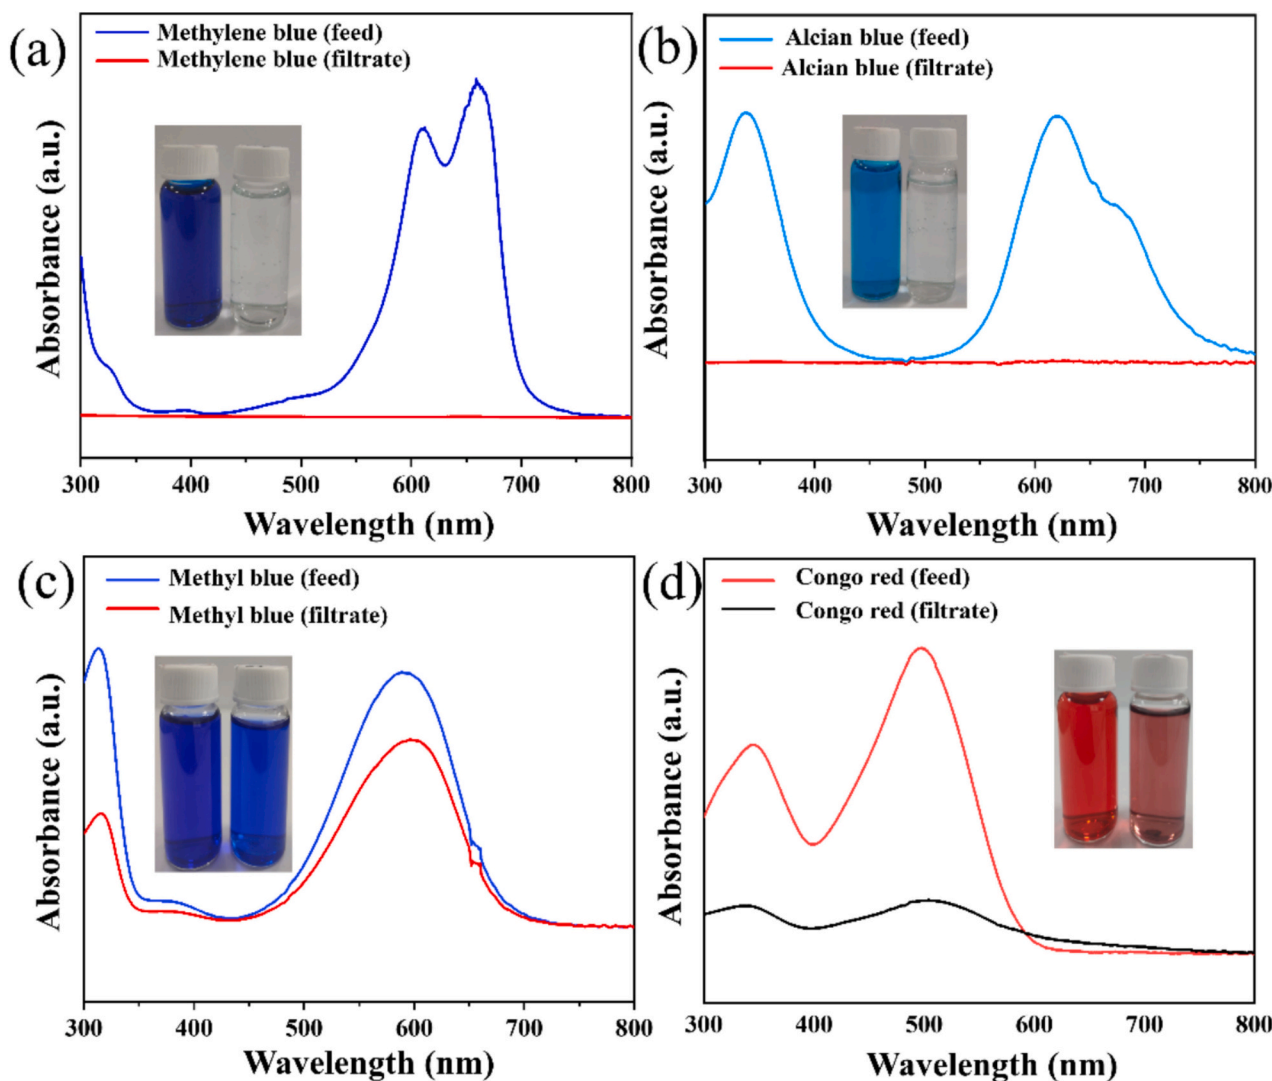 (a)
Methylene blue (feed)
Methylene blue (filtrate)
Absorbance (a.u.)
300 400 500 600 700 800
Wavelength (nm)
(b)
Alcian blue (feed)
Alcian blue (filtrate)
Absorbance (a.u.)
300 400 500 600 700 800
Wavelength (nm)
(c)
Methyl blue (feed)
Methyl blue (filtrate)
Absorbance (a.u.)
300 400 500 600 700 800
Wavelength (nm)
(d)
Congo red (feed)
Congo red (filtrate)
Absorbance (a.u.)
300 400 500 600 700 800
Wavelength (nm)